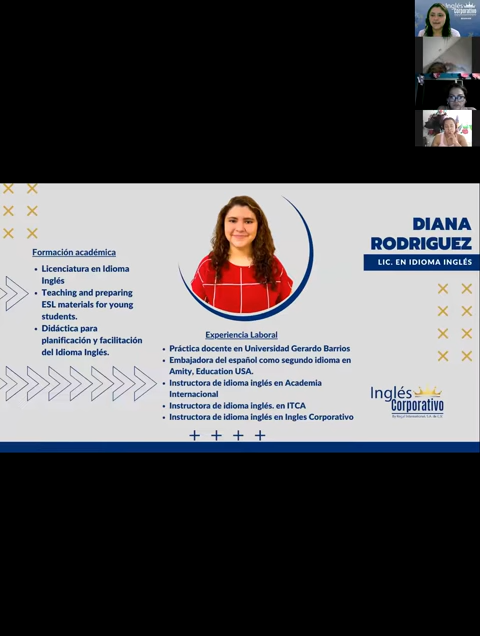 Inglés
Corporativo
DIANA
RODRIGUEZ
LIC. EN IDIOMA INGLÉS
Formación académica
• Licenciatura en Idioma
Inglés
• Teaching and preparing
ESL materials for young
students.
• Didáctica para
planificación y facilitación
del Idioma Inglés.
Experiencia Laboral
• Práctica docente en Universidad Gerardo Barrios
• Embajadora del español como segundo idioma en
Amity, Education USA.
• Instructora de idioma inglés en Academia
Internacional
• Instructora de idioma inglés. en ITCA
• Instructora de idioma inglés en Ingles Corporativo
Inglés
Corporativo